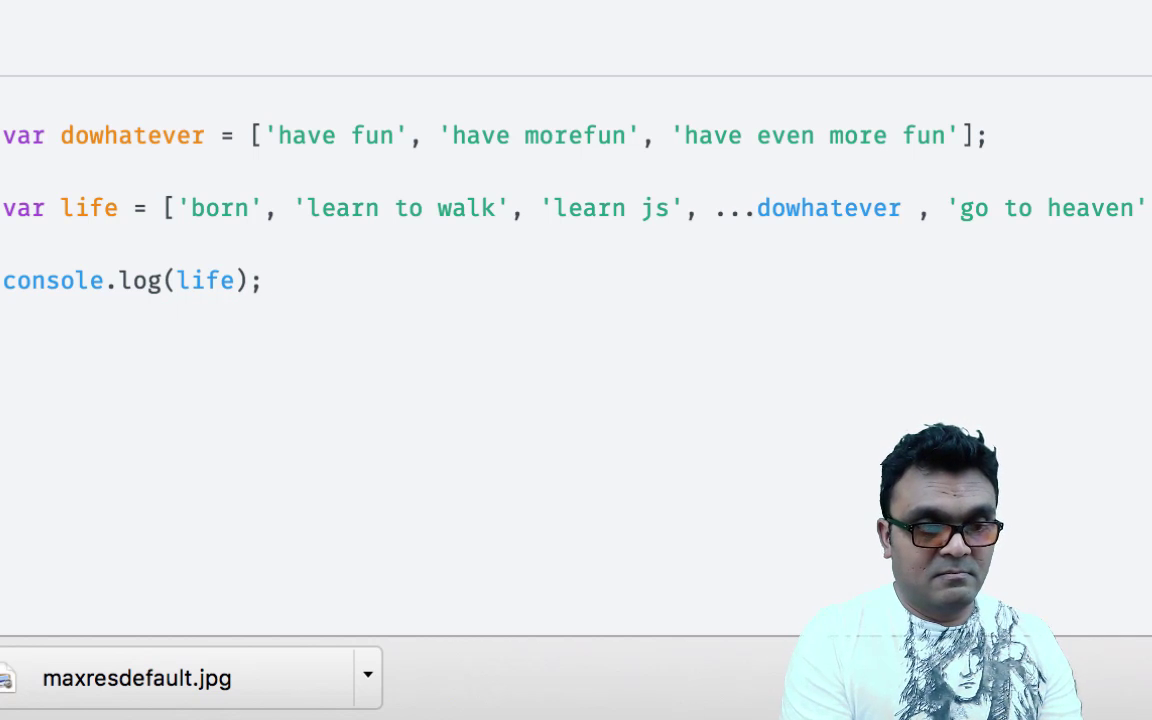 var dowhatever = ['have fun', 'have morefun', 'have even more fun'];
var life = ['born', 'learn to walk', 'learn js', ...dowhatever , 'go to heaven'
console.log(life);
maxresdefault.jpg